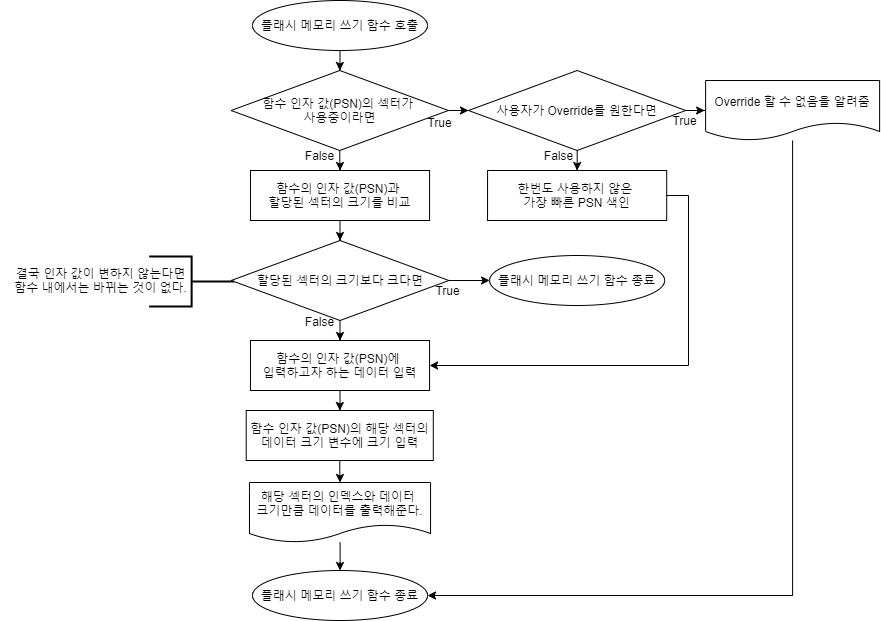 플래시 메모리 쓰기 함수 호출
함수 인자 값(PSN)의 섹터가
사용중이라면
True
False
사용자가 Override를 원한다면
True
False
Override 할 수 없음을 알려줌
함수의 인자 값(PSN)과
할당된 섹터의 크기를 비교
한번도 사용하지 않은
가장 빠른 PSN 색인
결국 인자 값이 변하지 않는다면
함수 내에서는 바뀌는 것이 없다.
할당된 섹터의 크기보다 크다면
True
False
플래시 메모리 쓰기 함수 종료
함수의 인자 값(PSN)에
입력하고자 하는 데이터 입력
함수 인자 값(PSN)의 해당 섹터의
데이터 크기 변수에 크기 입력
해당 섹터의 인덱스와 데이터
크기만큼 데이터를 출력해준다.
플래시 메모리 쓰기 함수 종료